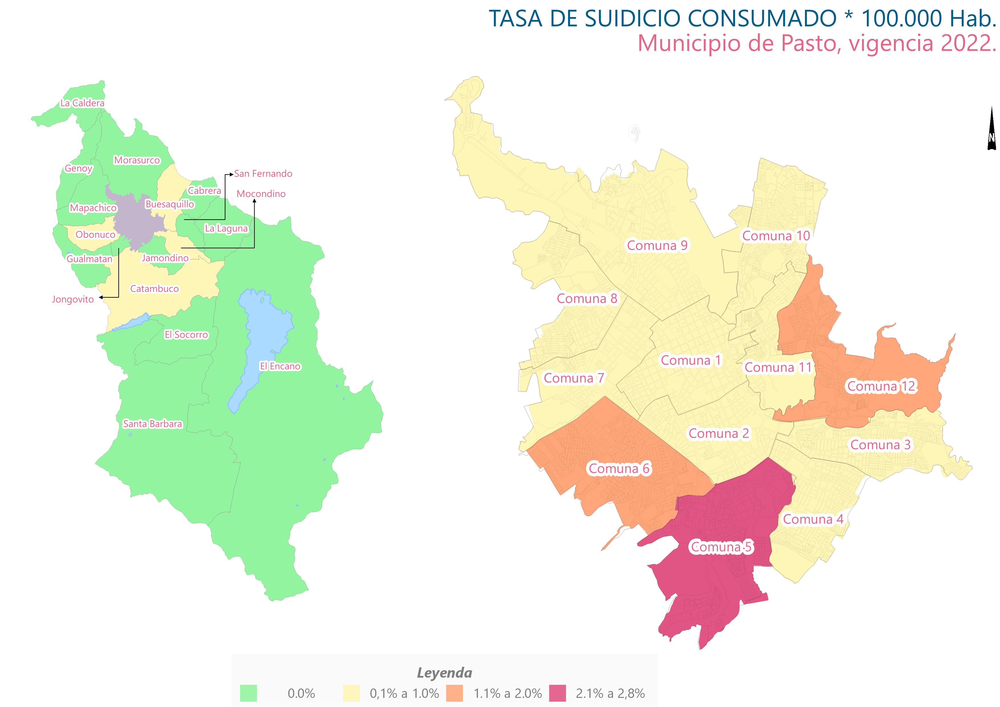 TASA DE SUIDICIO CONSUMADO * 100.000 Hab.
Municipio de Pasto, vigencia 2022.
N
La Caldera
Morasurco
Genoy
San Fernando
Cabrera
Mocondino
Buesaquillo
Mapachico
La Laguna
Obonuco
Gualmatan
Jamondino
Catambuco
Jongovito
El Socorro
El Encano
Santa Barbara
Comuna 10
Comuna 9
Comuna 8
Comuna 1
Comuna 11
Comuna 7
Comuna 12
Comuna 2
Comuna 3
Comuna 6
Comuna 4
Comuna 5
Leyenda
0.0% 0,1% a 1.0% 1.1% a 2.0% 2.1% a 2,8%